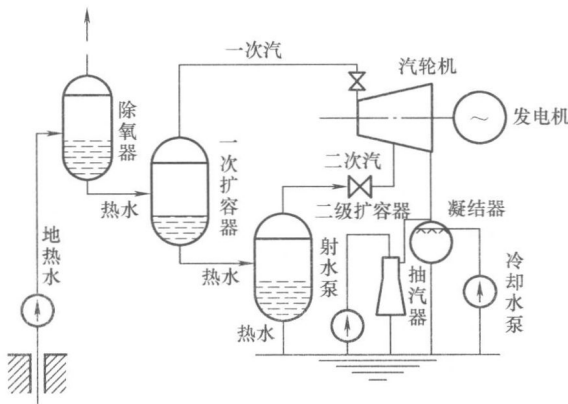 一次汽
汽轮机
发电机
除氧器
一次扩容器
二次汽
二级扩容器
凝结器
热水
地热水
热水
射水泵
抽汽器
冷却水泵
热水
~